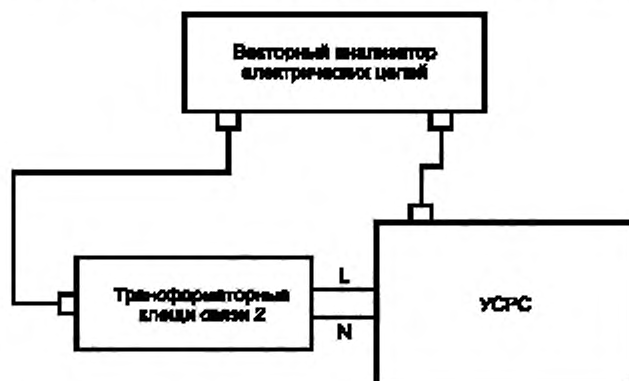 Векторный анализатор
электрических цепей
Трансформаторные
клещи связи 2
L
N
УСРС